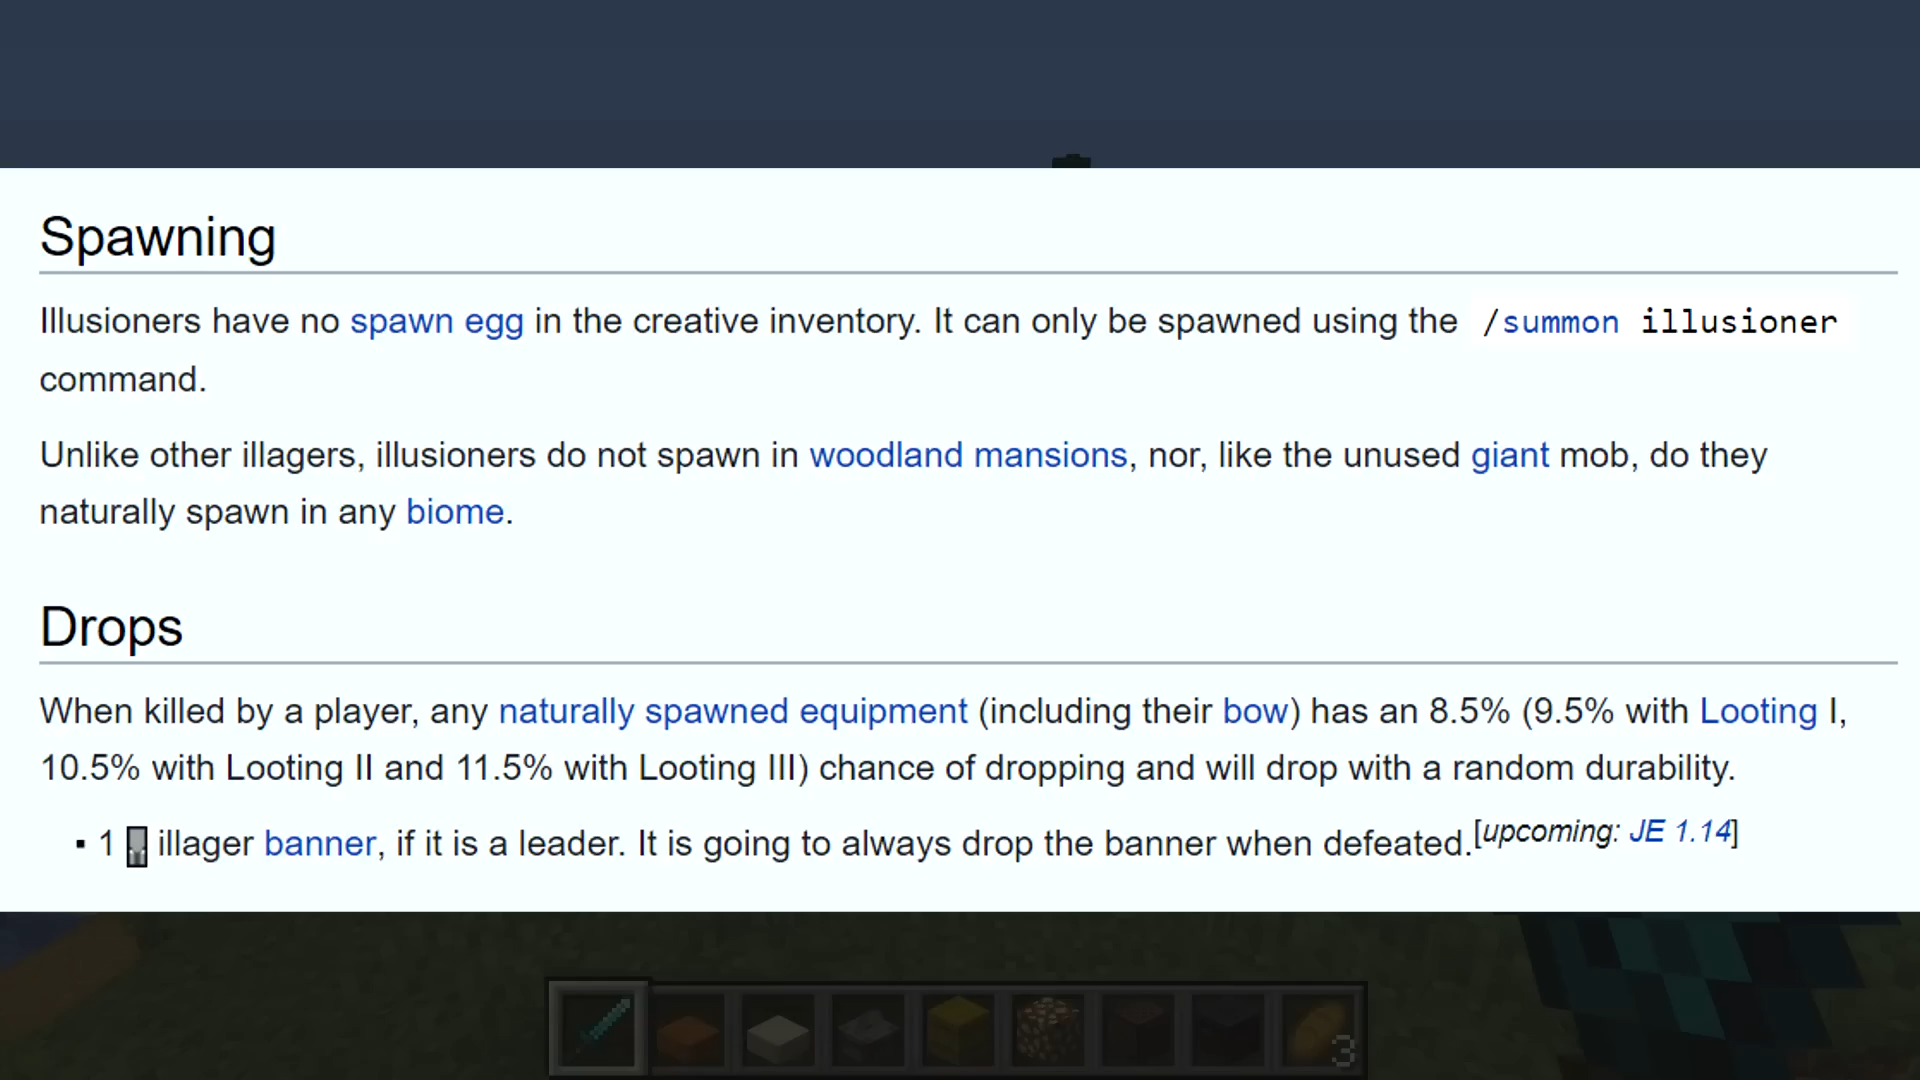 Spawning
Illusioners have no spawn egg in the creative inventory. It can only be spawned using the /summon illusioner
command.
Unlike other illagers, illusioners do not spawn in woodland mansions, nor, like the unused giant mob, do they
naturally spawn in any biome.
Drops
When killed by a player, any naturally spawned equipment (including their bow) has an 8.5% (9.5% with Looting I,
10.5% with Looting II and 11.5% with Looting III) chance of dropping and will drop with a random durability.
▪ 1 illager banner, if it is a leader. It is going to always drop the banner when defeated.[upcoming: JE 1.14]
3